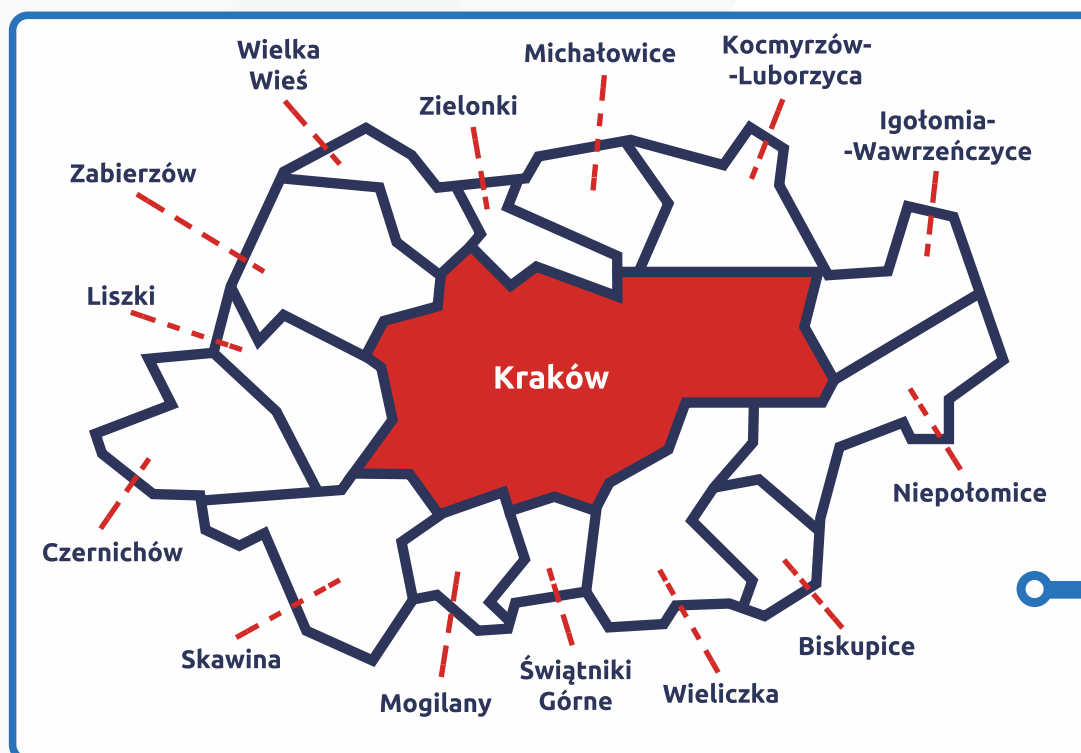 Wielka
Wieś
Michałowice
Kocmyrzów-
-Luborzyca
Zielonki
Igołomia-
-Wawrzeńczyce
Zabierzów
Liszki
Kraków
Niepołomice
Czernichów
Skawina
Mogilany
Świątniki
Górne
Wieliczka
Biskupice